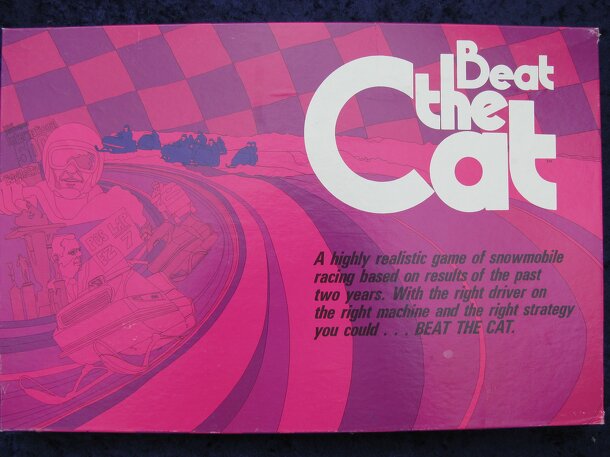 Beat
the
Cat
A highly realistic game of snowmobile
racing based on results of the past
two years. With the right driver on
the right machine and the right strategy
you could . . . BEAT THE CAT.